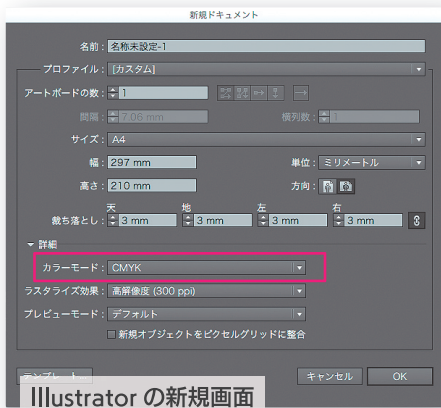 新規ドキュメント
名前：名称未設定-1
プロファイル：[カスタム]
アートボードの数：1
間隔：7.06 mm 横列数：1
サイズ：A4
幅：297 mm 単位：ミリメートル
高さ：210 mm 方向：
天 地 左 右
裁ち落とし：3 mm 3 mm 3 mm 3 mm
詳細
カラーモード：CMYK
ラスタライズ効果：高解像度 (300 ppi)
プレビューモード：デフォルト
新規オブジェクトをピクセルグリッドに整合
テンプレート... キャンセル OK
Illustrator の新規画面